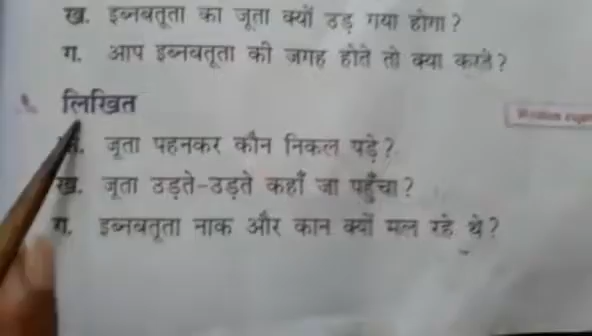 ख. इब्नबतूता का जूता क्यों उड़ गया होगा?
ग. आप इब्नबतूता की जगह होते तो क्या करते?
लिखित
जूता पहनकर कौन निकल पड़े?
ख. जूता उड़ते-उड़ते कहाँ जा पहुँचा?
ग. इब्नबतूता नाक और कान क्यों मल रहे थे?